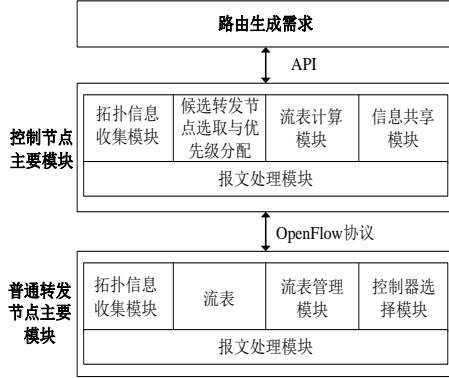 路由生成需求
API
控制节点
主要模块
拓扑信息
收集模块
候选转发节
点选取与优
先级分配
流表计算
模块
信息共享
模块
报文处理模块
OpenFlow协议
普通转发
节点主要
模块
拓扑信息
收集模块
流表
流表管理
模块
控制器选
择模块
报文处理模块